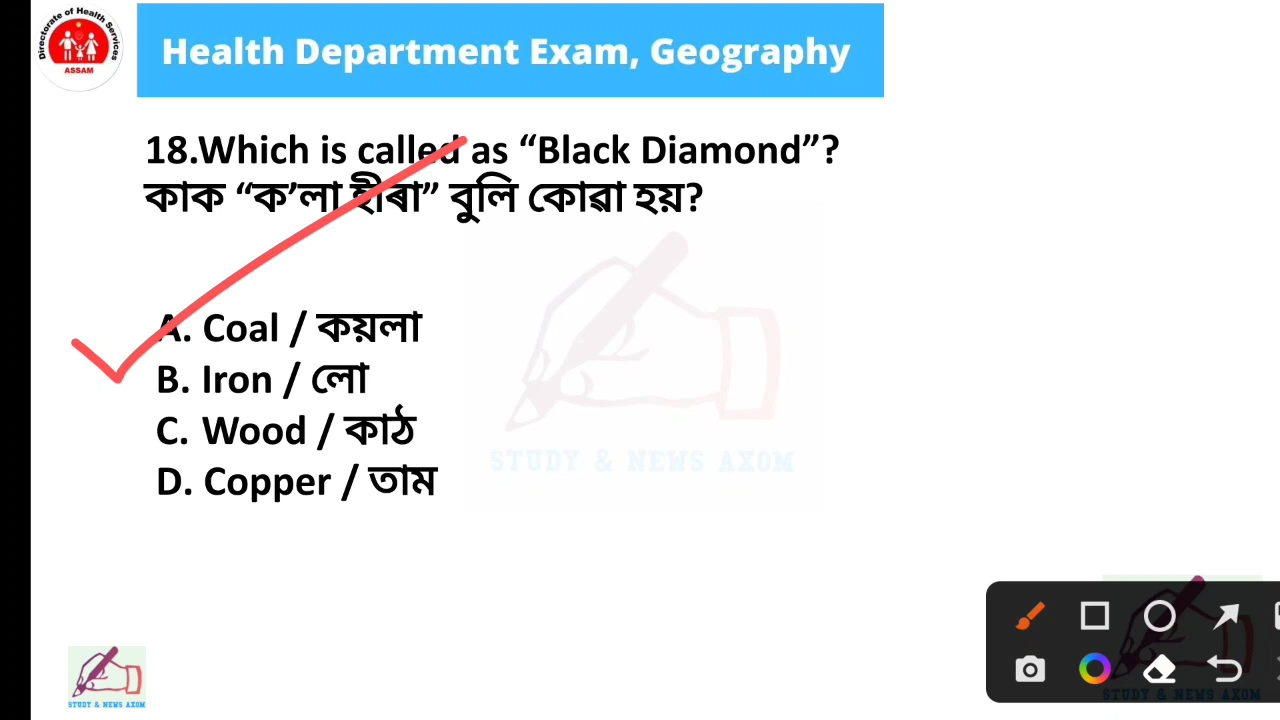 Directorate of Health Services
ASSAM
Health Department Exam, Geography
18.Which is called as “Black Diamond”?
কাক “ক’লা হীৰা” বুলি কোৱা হয়?
A. Coal / কয়লা
B. Iron / লো
C. Wood / কাঠ
D. Copper / তাম
STUDY & NEWS AXOM
STUDY & NEWS AXOM
STUDY & NEWS AXOM